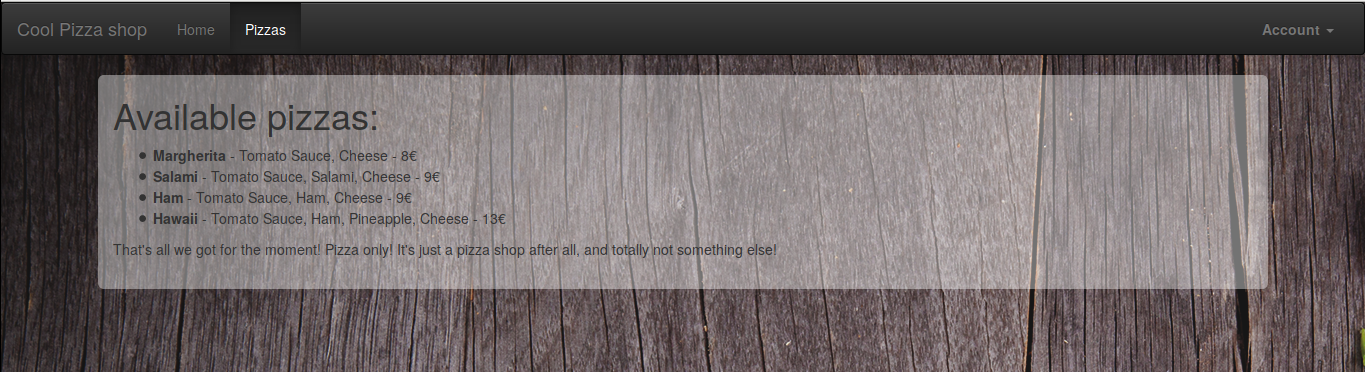 Cool Pizza shop Home Pizzas Account
Available pizzas:
Margherita - Tomato Sauce, Cheese - 8€
Salami - Tomato Sauce, Salami, Cheese - 9€
Ham - Tomato Sauce, Ham, Cheese - 9€
Hawaii - Tomato Sauce, Ham, Pineapple, Cheese - 13€
That's all we got for the moment! Pizza only! It's just a pizza shop after all, and totally not something else!